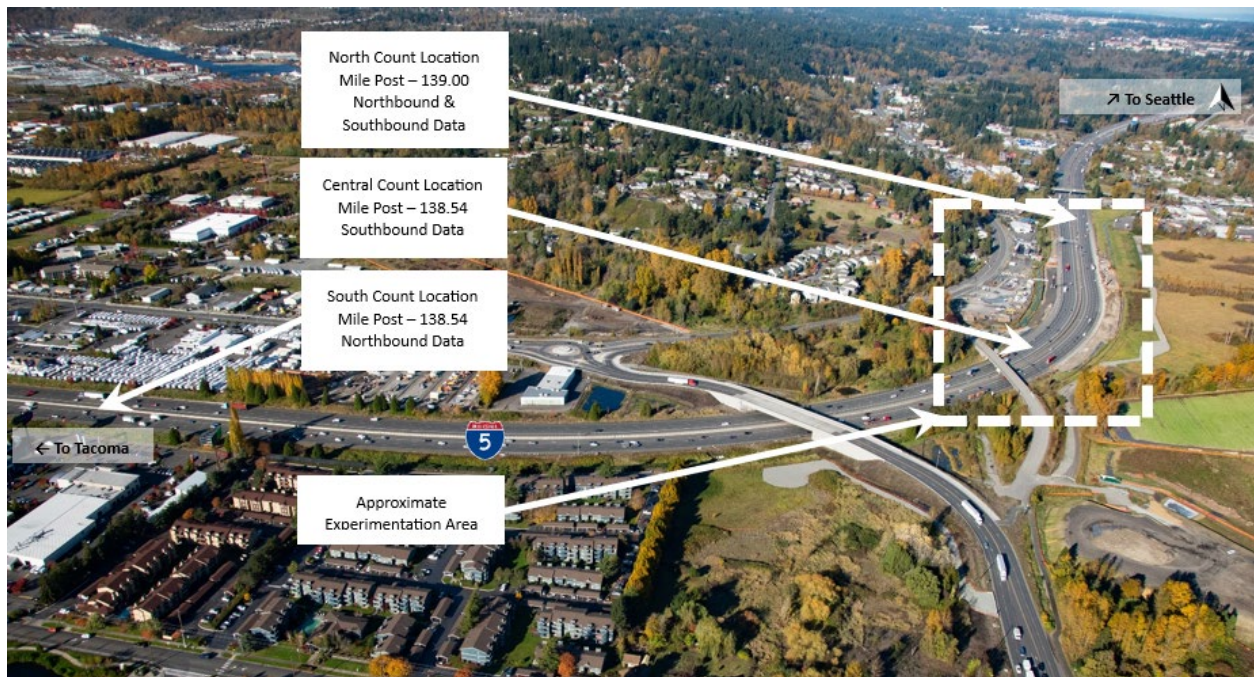 North Count Location
Mile Post – 139.00
Northbound &
Southbound Data
↗ To Seattle
Central Count Location
Mile Post – 138.54
Southbound Data
South Count Location
Mile Post – 138.54
Northbound Data
5
← To Tacoma
Approximate
Experimentation Area